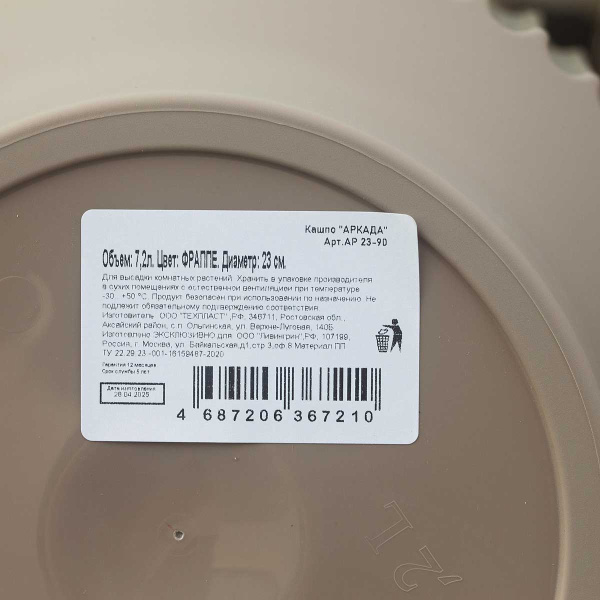 Кашпо "АРКАДА"
Арт.АР 23-90
Объем: 7,2л. Цвет: ФРАППЕ. Диаметр: 23 см.
Для высадки комнатных растений. Хранить в упаковке производителя
в сухих помещениях с естественной вентиляцией при температуре
-30...+50 °С. Продукт безопасен при использовании по назначению. Не
подлежит обязательному подтверждению соответствия.
Изготовитель: ООО "ТЕХПЛАСТ",РФ, 346711, Ростовская обл.,
Аксайский район, с.п. Ольгинская, ул. Верхне-Луговая, 140Б
Изготовлено ЭКСКЛЮЗИВНО для: ООО "Ливингрин",РФ, 107199,
Россия, г. Москва, ул. Байкальская,д1,стр 3,оф.8 Материал ПП
ТУ 22.29.23.-001-16159487-2020
Гарантия 12 месяцев
Срок службы 5 лет
Дата изготовления
28.04.2025
4 687206 367210
7.2 L